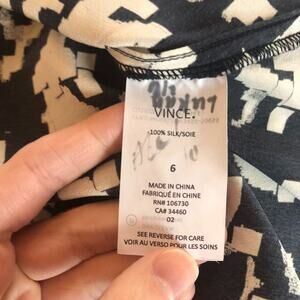 VINCE.
100% SILK/SOIE
6
MADE IN CHINA
FABRIQUÉ EN CHINE
RN# 106730
CA# 34460
02
SEE REVERSE FOR CARE
VOIR AU VERSO POUR LES SOINS